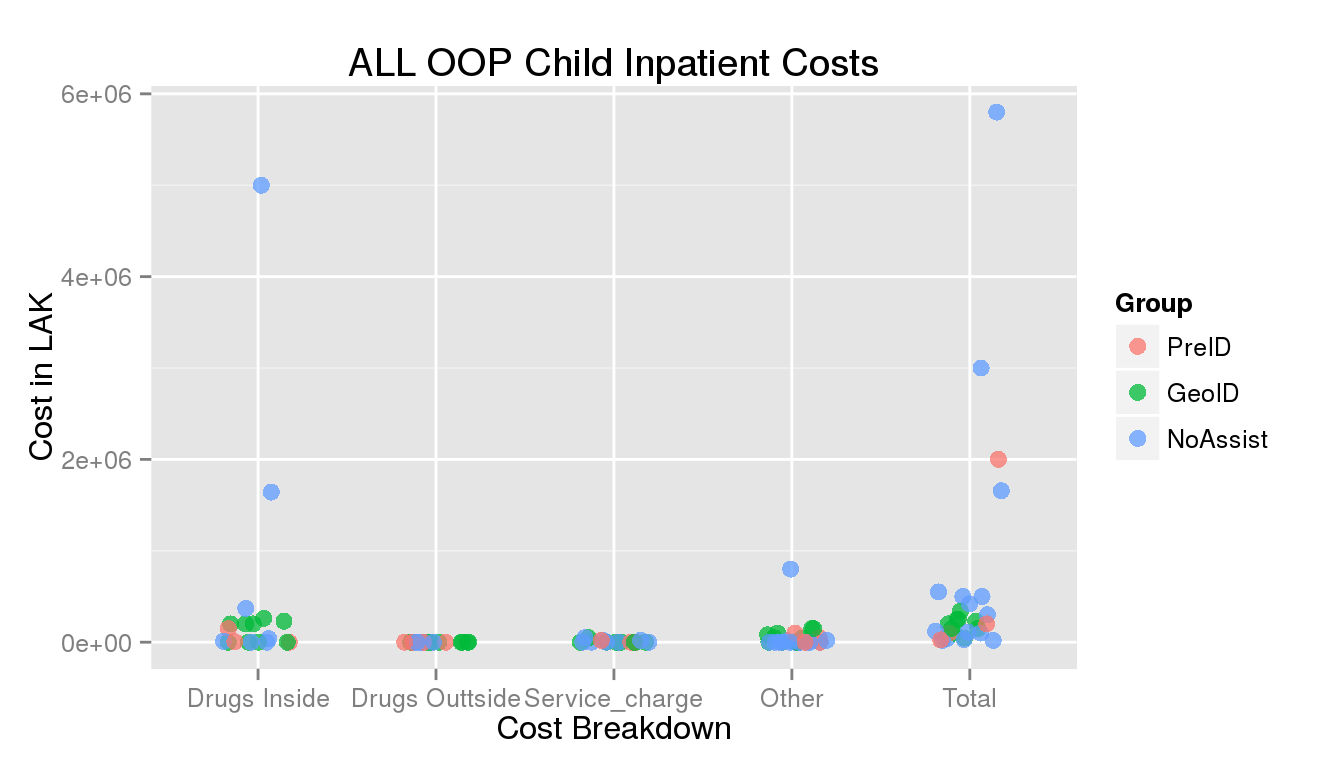 ALL OOP Child Inpatient Costs
6e+06
4e+06
2e+06
0e+00
Cost in LAK
Drugs Inside
Drugs Outtside
Service_charge
Other
Total
Cost Breakdown
Group
PreID
GeoID
NoAssist